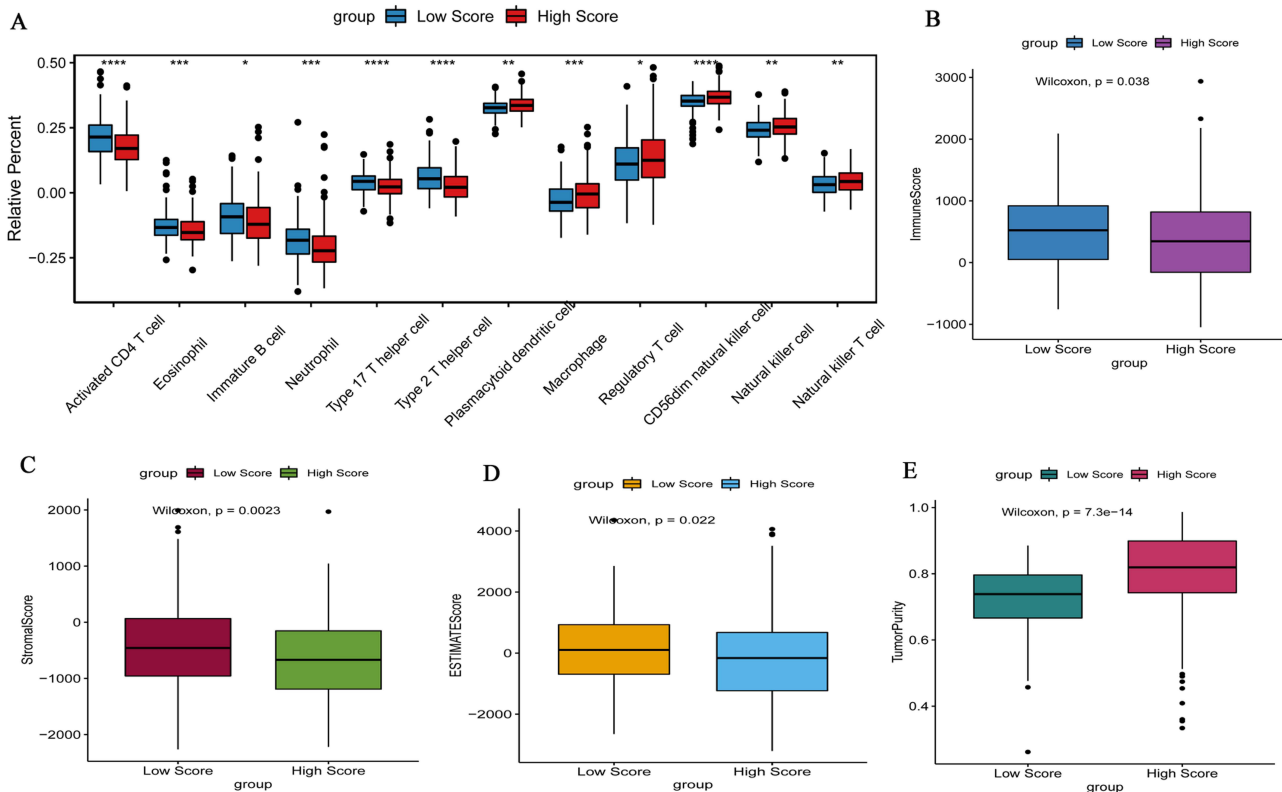 A
group Low Score High Score
Relative Percent
0.50
0.25
0.00
−0.25
**** *** * *** **** **** ** *** * **** ** **
Activated CD4 T cell
Eosinophil
Immature B cell
Neutrophil
Type 17 T helper cell
Type 2 T helper cell
Plasmacytoid dendritic cell
Macrophage
Regulatory T cell
CD56dim natural killer cell
Natural killer cell
Natural killer T cell
B
group Low Score High Score
Wilcoxon, p = 0.038
ImmuneScore
3000
2000
1000
0
−1000
Low Score High Score
group
C
group Low Score High Score
Wilcoxon, p = 0.0023
StromalScore
2000
1000
0
−1000
−2000
Low Score High Score
group
D
group Low Score High Score
Wilcoxon, p = 0.022
ESTIMATEScore
4000
2000
0
−2000
Low Score High Score
group
E
group Low Score High Score
Wilcoxon, p = 7.3e−14
TumorPurity
1.0
0.8
0.6
0.4
Low Score High Score
group